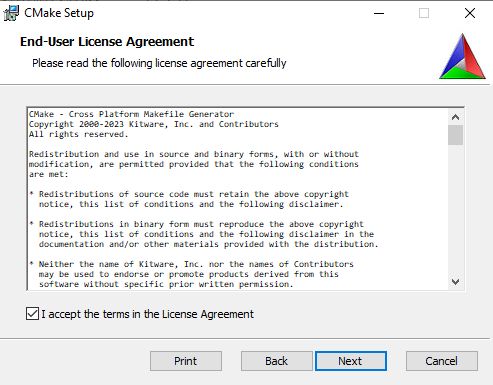 CMake Setup
End-User License Agreement
Please read the following license agreement carefully
CMake - Cross Platform Makefile Generator
Copyright 2000-2023 Kitware, Inc. and Contributors
All rights reserved.
Redistribution and use in source and binary forms, with or without
modification, are permitted provided that the following conditions
are met:
* Redistributions of source code must retain the above copyright
notice, this list of conditions and the following disclaimer.
* Redistributions in binary form must reproduce the above copyright
notice, this list of conditions and the following disclaimer in the
documentation and/or other materials provided with the distribution.
* Neither the name of Kitware, Inc. nor the names of Contributors
may be used to endorse or promote products derived from this
software without specific prior written permission.
I accept the terms in the License Agreement
Print Back Next Cancel